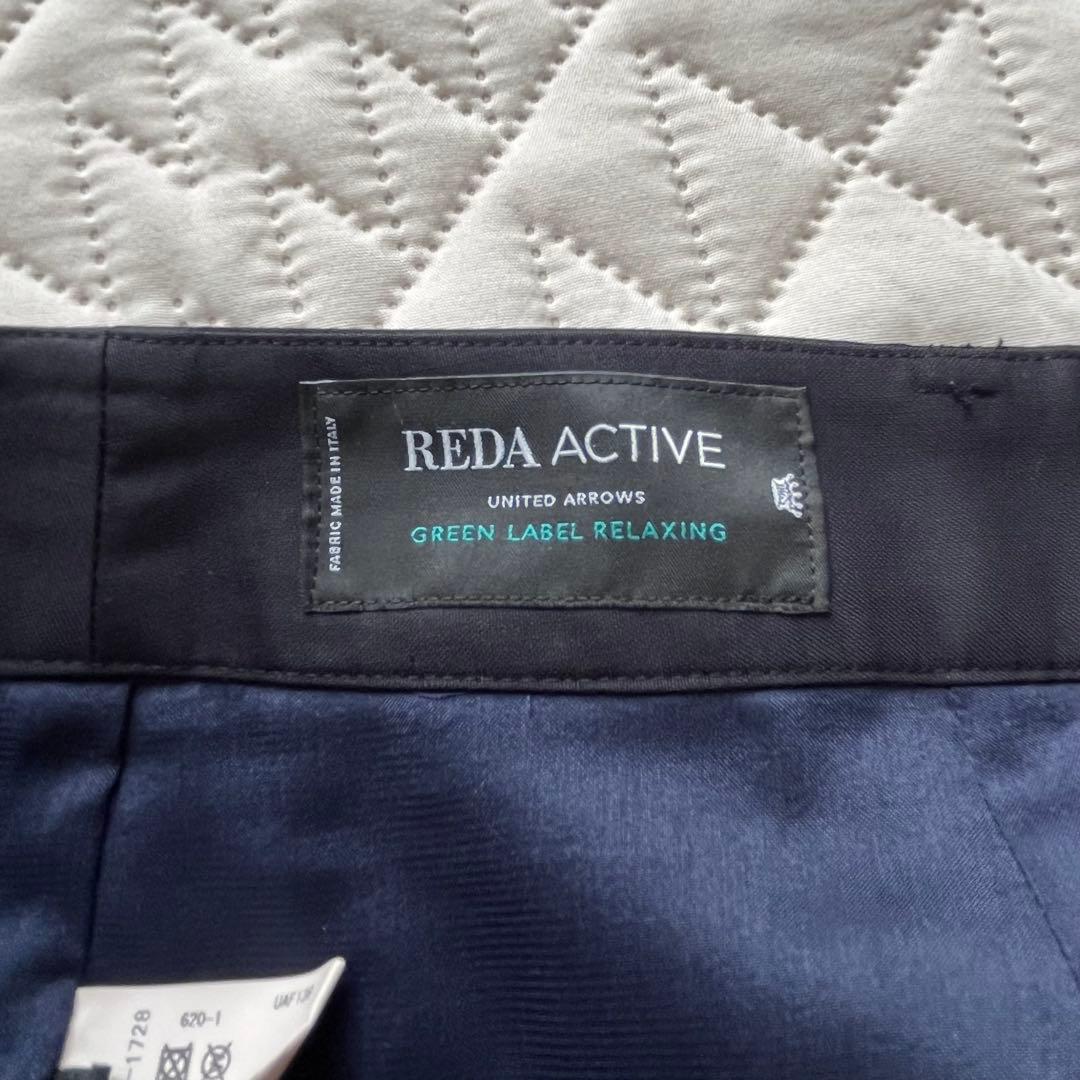 FABRIC MADE IN ITALY
REDA ACTIVE
UNITED ARROWS
GREEN LABEL RELAXING
-1728
620-1